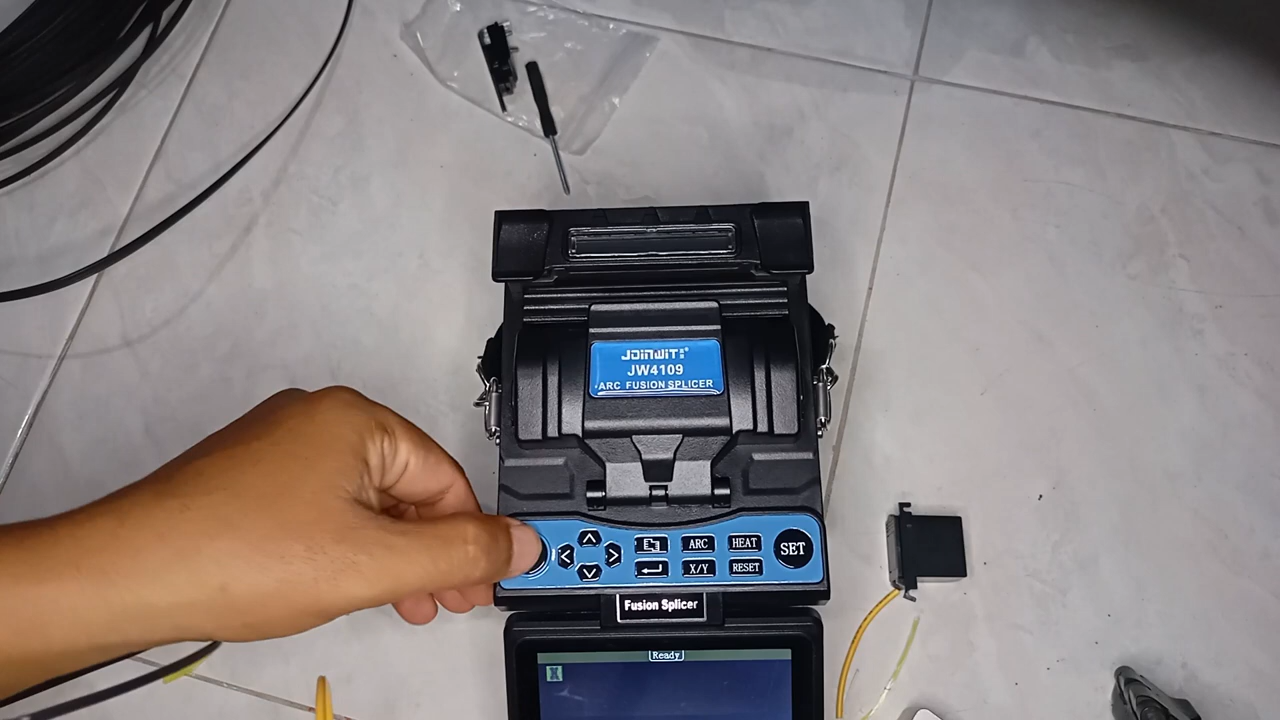 JOINWIT®
JW4109
ARC FUSION SPLICER
ARC
HEAT
SET
X/Y
RESET
Fusion Splicer
Ready